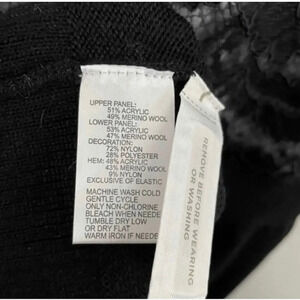 UPPER PANEL:
51% ACRYLIC
49% MERINO WOOL
LOWER PANEL:
53% ACRYLIC
47% MERINO WOOL
DECORATION:
72% NYLON
28% POLYESTER
HEM: 48% ACRYLIC
43% MERINO WOOL
9% NYLON
EXCLUSIVE OF ELASTIC
MACHINE WASH COLD
GENTLE CYCLE
ONLY NON-CHLORINE
BLEACH WHEN NEEDE
TUMBLE DRY LOW
OR DRY FLAT
WARM IRON IF NEEDE
REMOVE BEFORE WEARING
OR WASHING